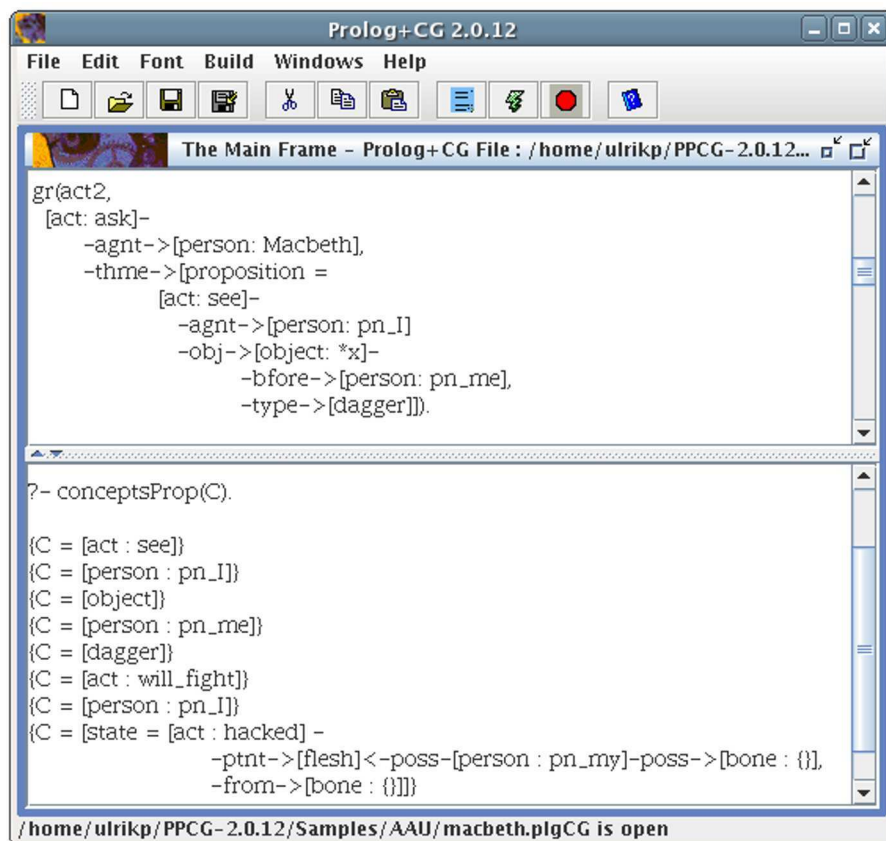 Prolog+CG 2.0.12
File Edit Font Build Windows Help
The Main Frame - Prolog+CG File : /home/ulrikp/PPCG-2.0.12...
gr(act2,
[act: ask]-
-agnt->[person: Macbeth],
-thme->[proposition =
[act: see]-
-agnt->[person: pn_I]
-obj->[object: *x]-
-bfore->[person: pn_me],
-type->[dagger]]).
?- conceptsProp(C).
{C = [act : see]}
{C = [person : pn_I]}
{C = [object]}
{C = [person : pn_me]}
{C = [dagger]}
{C = [act : will_fight]}
{C = [person : pn_I]}
{C = [state = [act : hacked] -
-ptnt->[flesh]<-poss-[person : pn_my]-poss->[bone : {}],
-from->[bone : {}]]}
/home/ulrikp/PPCG-2.0.12/Samples/AAU/macbeth.plgCG is open